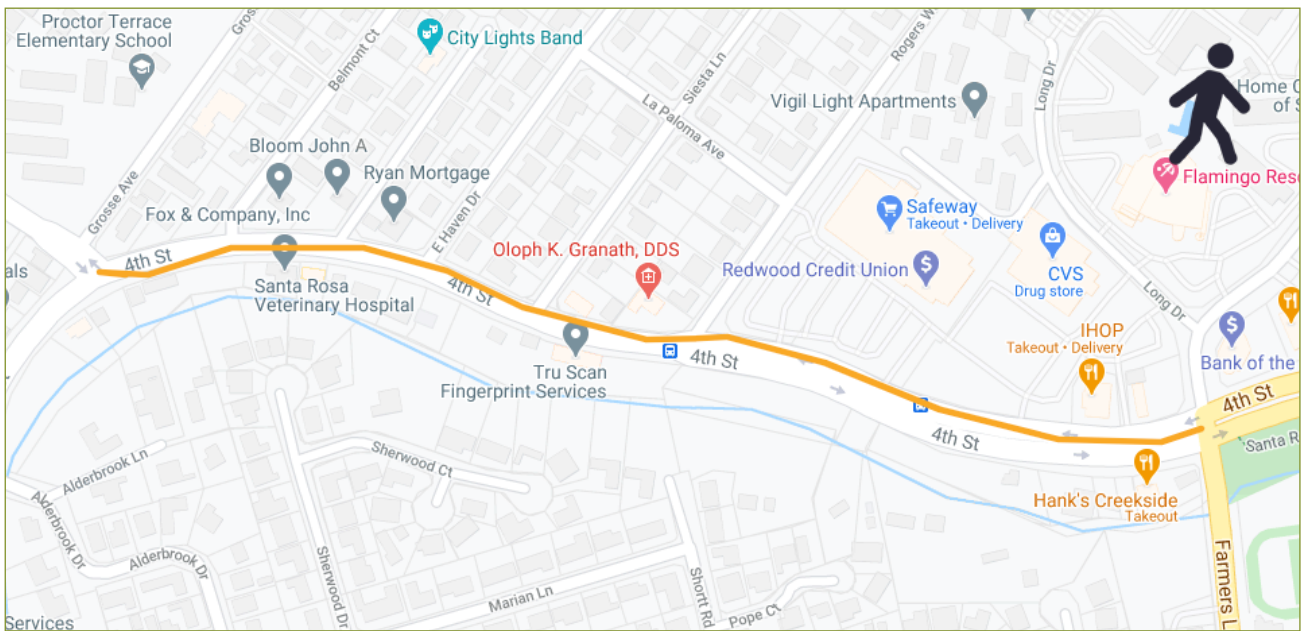 Proctor Terrace
Elementary School
Gros
Belmont Ct
City Lights Band
Siesta Ln
La Paloma Ave
Rogers W
Long Dr
Vigil Light Apartments
Home C
of S
Flamingo Reso
Bloom John A
Ryan Mortgage
Grosse Ave
Fox & Company, Inc
E Haven Dr
Safeway
Takeout • Delivery
Oloph K. Granath, DDS
Redwood Credit Union
CVS
Drug store
4th St
als
Santa Rosa
Veterinary Hospital
4th St
Long Dr
IHOP
Takeout • Delivery
Bank of the
4th St
Tru Scan
Fingerprint Services
4th St
4th St
Santa R
Sherwood Ct
Alderbrook Ln
Hank's Creekside
Takeout
Alderbrook Dr
Alderbrook Dr
Sherwood Dr
Marian Ln
Shortt Rd
Pope Ct
Farmers L
Services